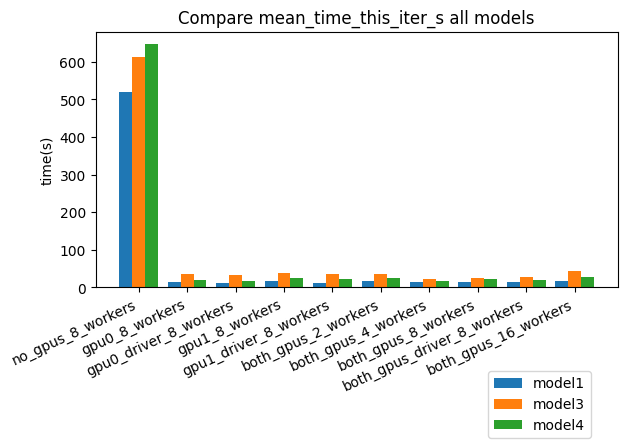 Compare mean_time_this_iter_s all models
time(s)
600
500
400
300
200
100
0
no_gpus_8_workers
gpu0_8_workers
gpu0_driver_8_workers
gpu1_8_workers
gpu1_driver_8_workers
both_gpus_2_workers
both_gpus_4_workers
both_gpus_8_workers
both_gpus_driver_8_workers
both_gpus_16_workers
model1
model3
model4